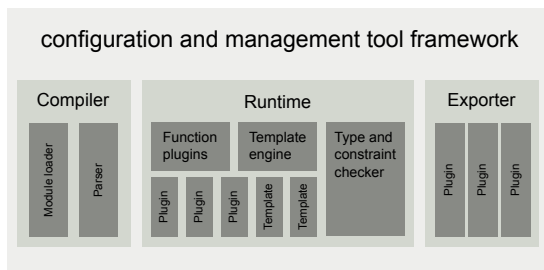 configuration and management tool framework
Compiler
Module loader
Parser
Runtime
Function
plugins
Template
engine
Type and
constraint
checker
Plugin
Plugin
Plugin
Template
Template
Exporter
Plugin
Plugin
Plugin